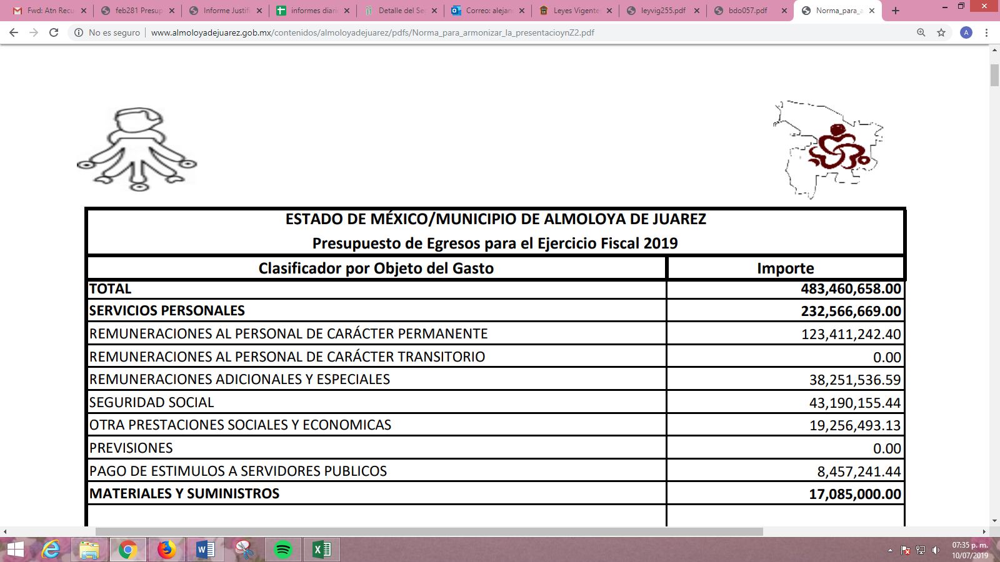 Fwd: Atn Recu
feb281 Presup
Informe Justifi
informes diari
Detalle del Se
Correo: alejan
Leyes Vigente
leyvig255.pdf
bdo057.pdf
Norma_para_a
No es seguro
www.almoloyadejuarez.gob.mx/contenidos/almoloyadejuarez/pdfs/Norma_para_armonizar_la_presentacioynZ2.pdf
A
ESTADO DE MÉXICO/MUNICIPIO DE ALMOLOYA DE JUAREZ
Presupuesto de Egresos para el Ejercicio Fiscal 2019
Clasificador por Objeto del Gasto Importe
TOTAL 483,460,658.00
SERVICIOS PERSONALES 232,566,669.00
REMUNERACIONES AL PERSONAL DE CARÁCTER PERMANENTE 123,411,242.40
REMUNERACIONES AL PERSONAL DE CARÁCTER TRANSITORIO 0.00
REMUNERACIONES ADICIONALES Y ESPECIALES 38,251,536.59
SEGURIDAD SOCIAL 43,190,155.44
OTRA PRESTACIONES SOCIALES Y ECONOMICAS 19,256,493.13
PREVISIONES 0.00
PAGO DE ESTIMULOS A SERVIDORES PUBLICOS 8,457,241.44
MATERIALES Y SUMINISTROS 17,085,000.00
07:35 p. m.
10/07/2019